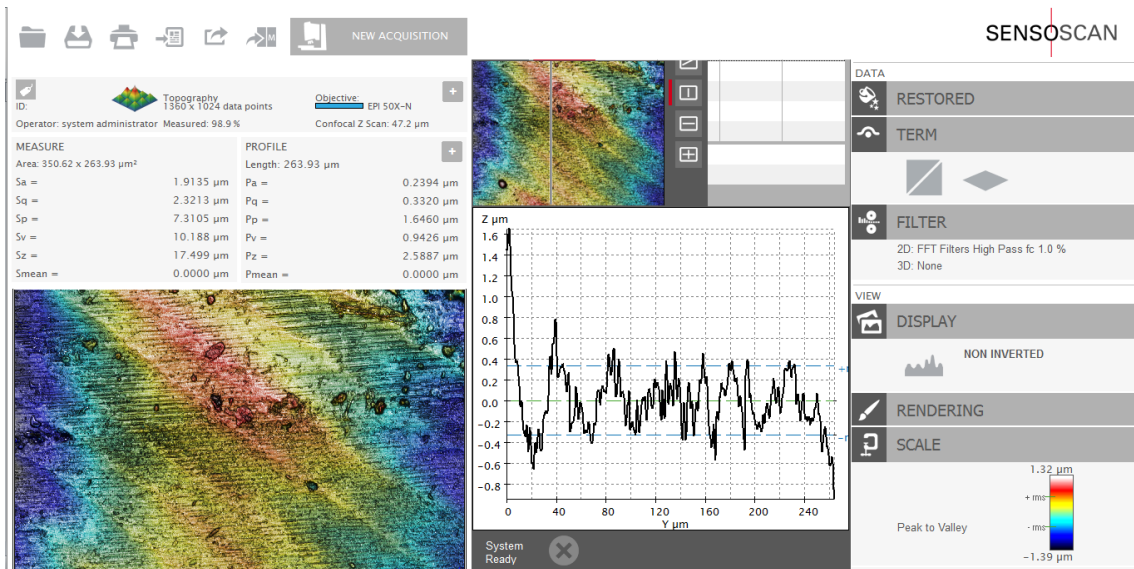 NEW ACQUISITION
SENSOSCAN
ID:
Topography
1360 x 1024 data points
Objective:
EPI 50X-N
Operator: system administrator Measured: 98.9 % Confocal Z Scan: 47.2 µm
MEASURE
Area: 350.62 x 263.93 µm²
Sa = 1.9135 µm
Sq = 2.3213 µm
Sp = 7.3105 µm
Sv = 10.188 µm
Sz = 17.499 µm
Smean = 0.0000 µm
PROFILE
Length: 263.93 µm
Pa = 0.2394 µm
Pq = 0.3320 µm
Pp = 1.6460 µm
Pv = 0.9426 µm
Pz = 2.5887 µm
Pmean = 0.0000 µm
Z µm
1.6
1.4
1.2
1.0
0.8
0.6
0.4
0.2
0.0
-0.2
-0.4
-0.6
-0.8
0 40 80 120 160 200 240
Y µm
System
Ready
DATA
RESTORED
TERM
FILTER
2D: FFT Filters High Pass fc 1.0 %
3D: None
VIEW
DISPLAY
NON INVERTED
RENDERING
SCALE
1.32 µm
+ rms
Peak to Valley
- rms
-1.39 µm